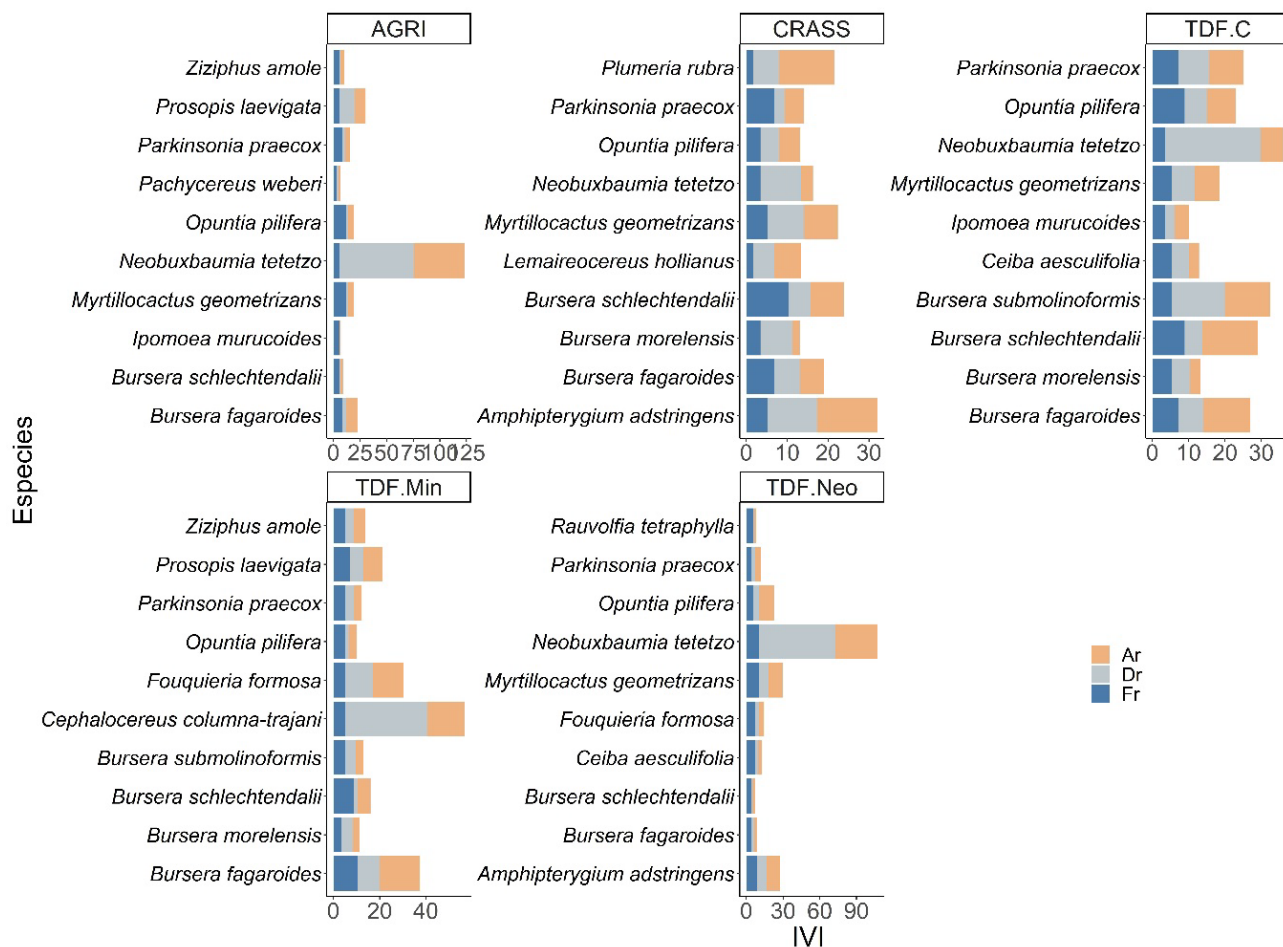 AGRI
Ziziphus amole
Prosopis laevigata
Parkinsonia praecox
Pachycereus weberi
Opuntia pilifera
Neobuxbaumia tetetzo
Myrtillocactus geometrizans
Ipomoea murucoides
Bursera schlechtendalii
Bursera fagaroides
0 25 50 75 100 125
CRASS
Plumeria rubra
Parkinsonia praecox
Opuntia pilifera
Neobuxbaumia tetetzo
Myrtillocactus geometrizans
Lemaireocereus hollianus
Bursera schlechtendalii
Bursera morelensis
Bursera fagaroides
Amphipterygium adstringens
0 10 20 30
TDF.C
Parkinsonia praecox
Opuntia pilifera
Neobuxbaumia tetetzo
Myrtillocactus geometrizans
Ipomoea murucoides
Ceiba aesculifolia
Bursera submolinoformis
Bursera schlechtendalii
Bursera morelensis
Bursera fagaroides
0 10 20 30
Especies
TDF.Min
Ziziphus amole
Prosopis laevigata
Parkinsonia praecox
Opuntia pilifera
Fouquieria formosa
Cephalocereus columna-trajani
Bursera submolinoformis
Bursera schlechtendalii
Bursera morelensis
Bursera fagaroides
0 20 40
TDF.Neo
Rauvolfia tetraphylla
Parkinsonia praecox
Opuntia pilifera
Neobuxbaumia tetetzo
Myrtillocactus geometrizans
Fouquieria formosa
Ceiba aesculifolia
Bursera schlechtendalii
Bursera fagaroides
Amphipterygium adstringens
0 30 60 90
IVI
Ar
Dr
Fr